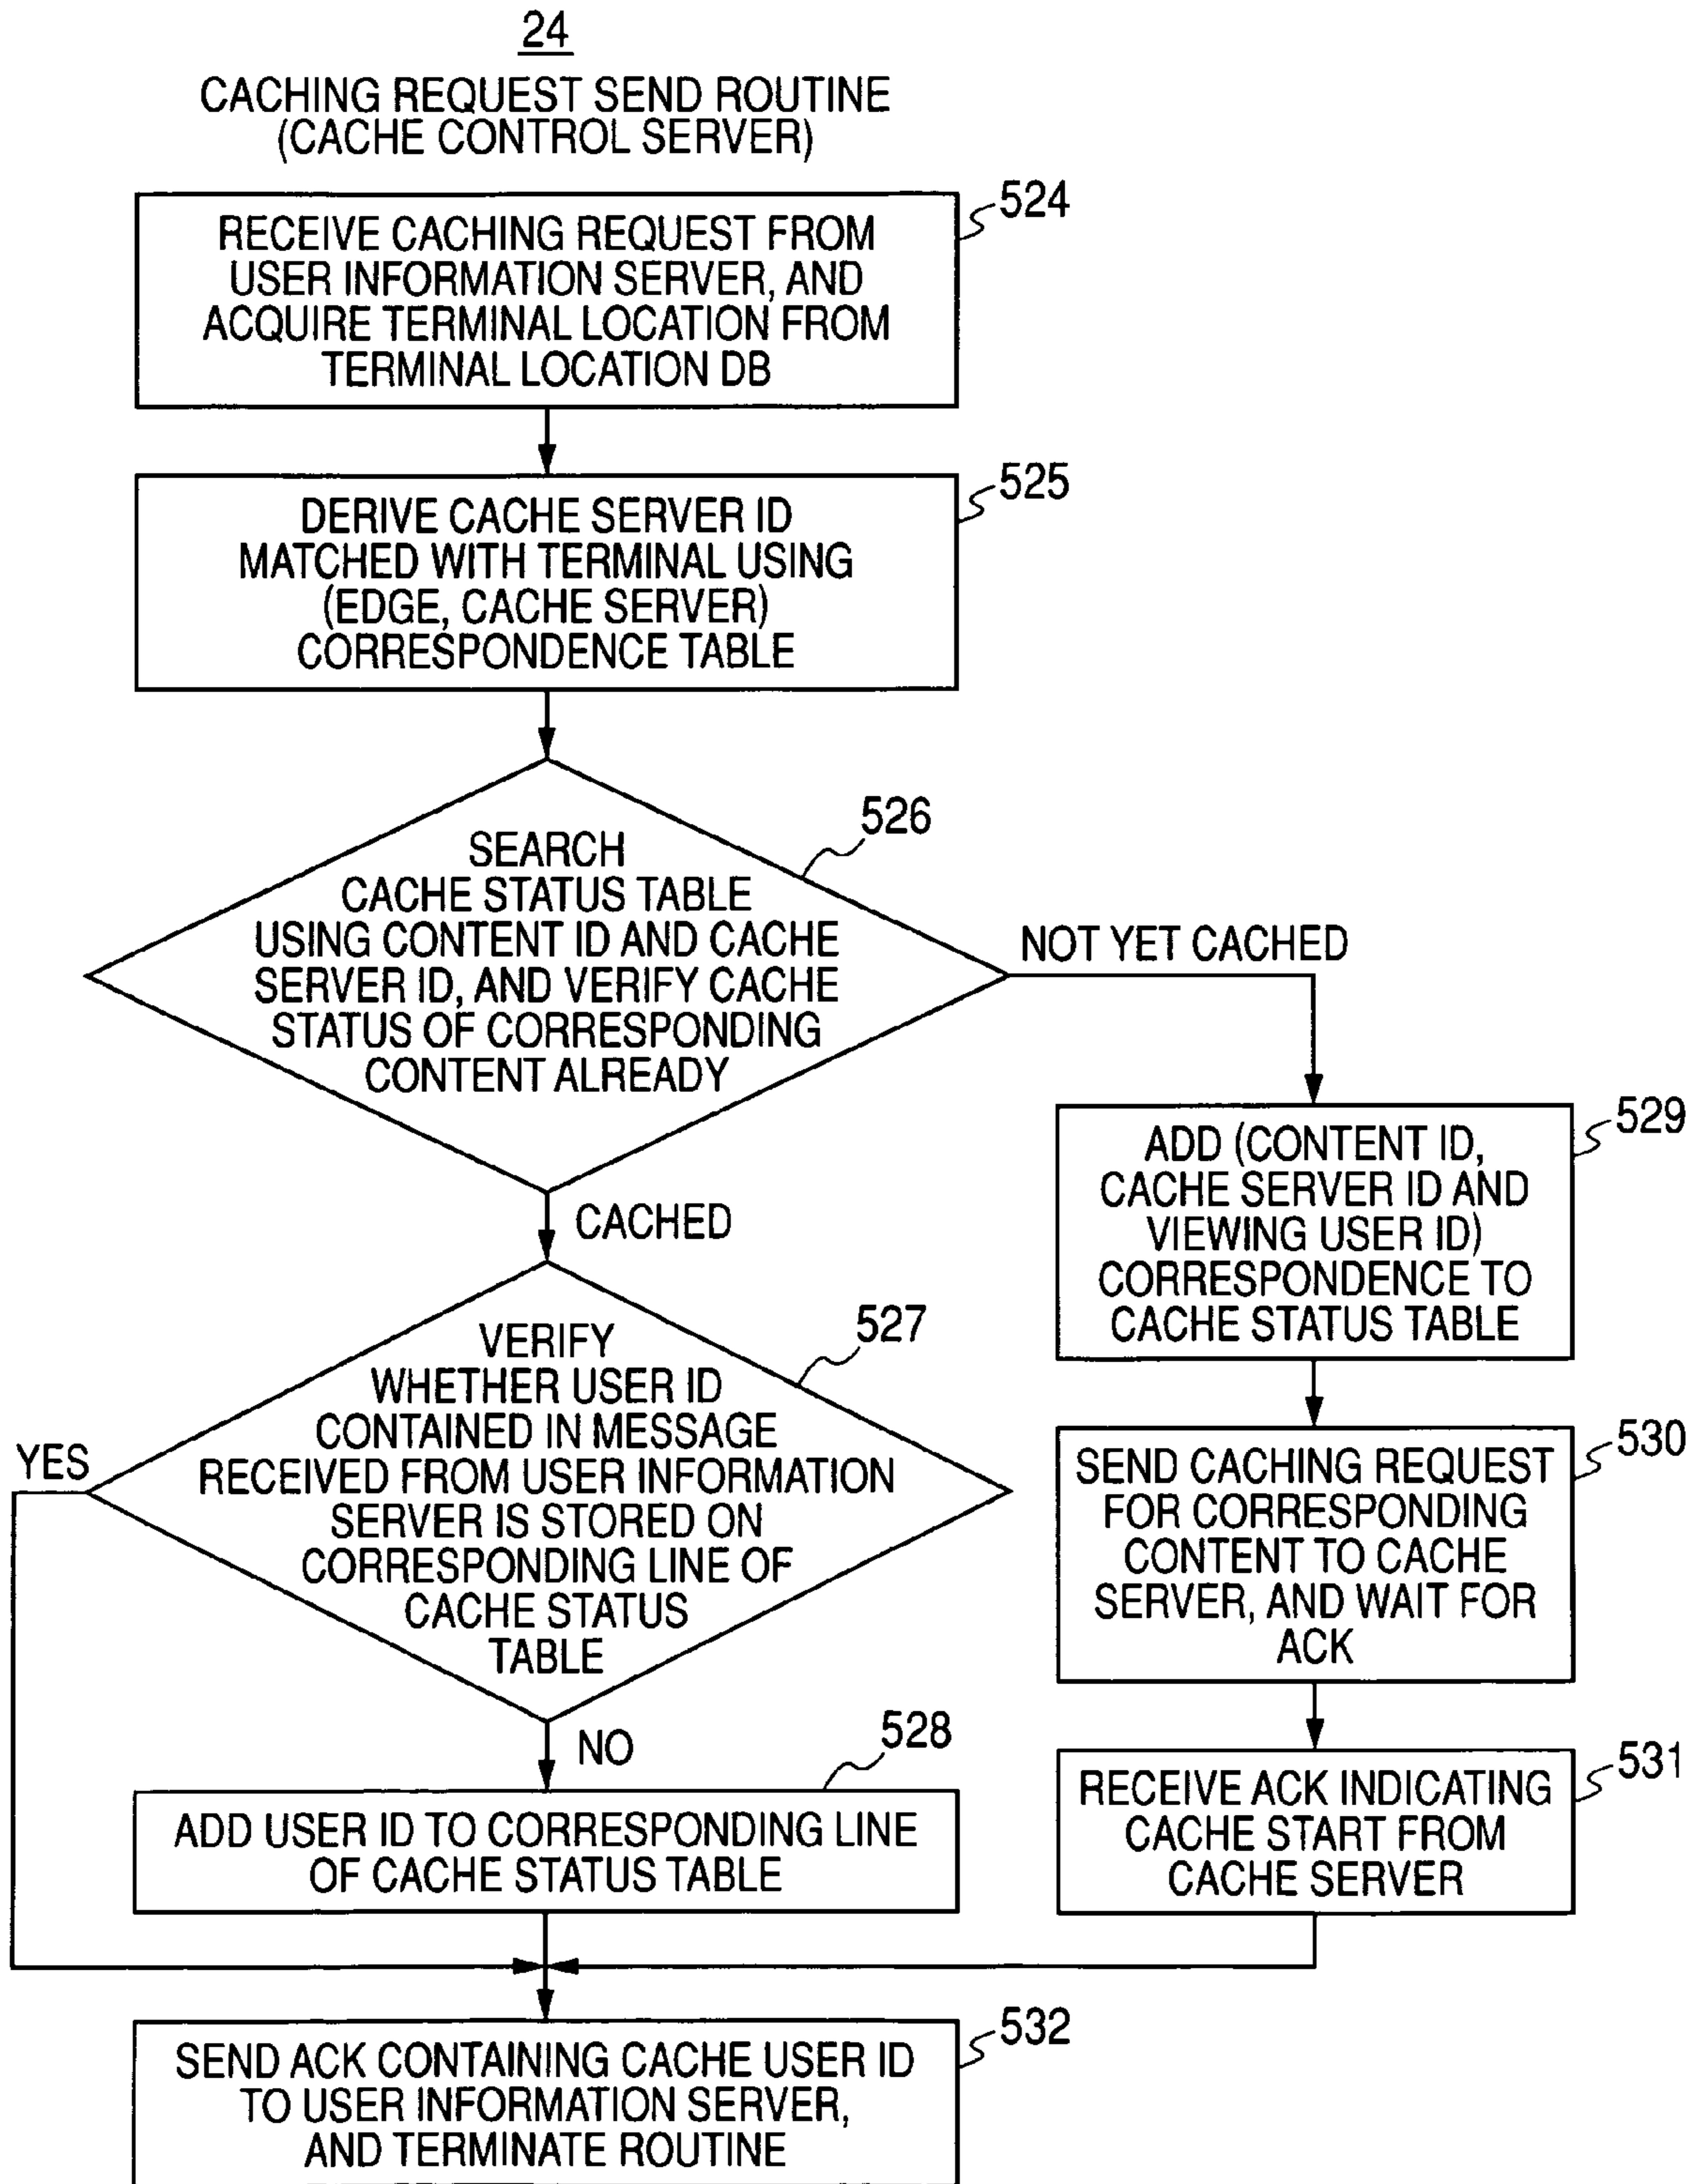 24
CACHING REQUEST SEND ROUTINE
(CACHE CONTROL SERVER)
524
RECEIVE CACHING REQUEST FROM
USER INFORMATION SERVER, AND
ACQUIRE TERMINAL LOCATION FROM
TERMINAL LOCATION DB
525
DERIVE CACHE SERVER ID
MATCHED WITH TERMINAL USING
(EDGE, CACHE SERVER)
CORRESPONDENCE TABLE
526
SEARCH
CACHE STATUS TABLE
USING CONTENT ID AND CACHE
SERVER ID, AND VERIFY CACHE
STATUS OF CORRESPONDING
CONTENT ALREADY
NOT YET CACHED
CACHED
527
VERIFY
WHETHER USER ID
CONTAINED IN MESSAGE
RECEIVED FROM USER INFORMATION
SERVER IS STORED ON
CORRESPONDING LINE OF
CACHE STATUS
TABLE
YES
NO
528
ADD USER ID TO CORRESPONDING LINE
OF CACHE STATUS TABLE
529
ADD (CONTENT ID,
CACHE SERVER ID AND
VIEWING USER ID)
CORRESPONDENCE TO
CACHE STATUS TABLE
530
SEND CACHING REQUEST
FOR CORRESPONDING
CONTENT TO CACHE
SERVER, AND WAIT FOR
ACK
531
RECEIVE ACK INDICATING
CACHE START FROM
CACHE SERVER
532
SEND ACK CONTAINING CACHE USER ID
TO USER INFORMATION SERVER,
AND TERMINATE ROUTINE